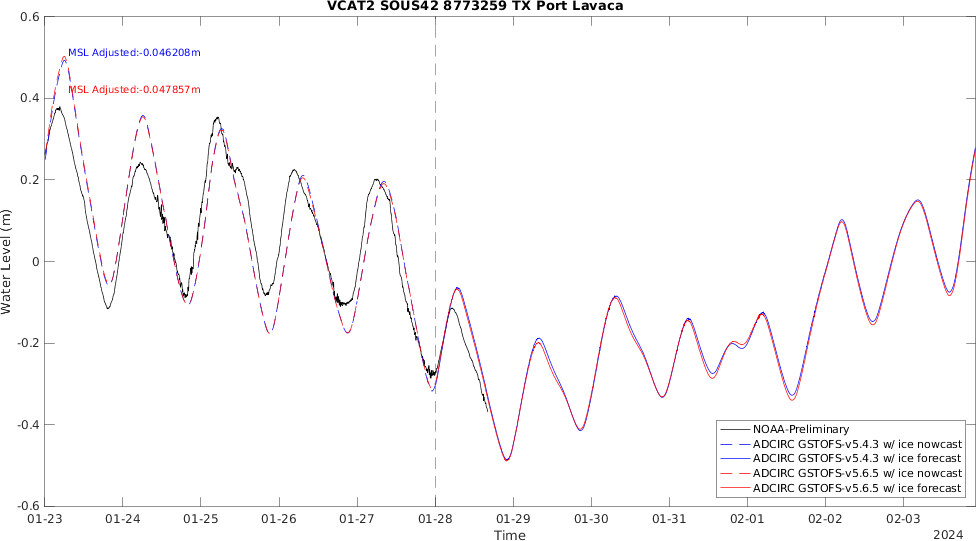 VCAT2 SOUS42 8773259 TX Port Lavaca
0.6
MSL Adjusted:-0.046208m
MSL Adjusted:-0.047857m
0.4
0.2
0
-0.2
-0.4
-0.6
Water Level (m)
NOAA-Preliminary
ADCIRC GSTOFS-v5.4.3 w/ ice nowcast
ADCIRC GSTOFS-v5.4.3 w/ ice forecast
ADCIRC GSTOFS-v5.6.5 w/ ice nowcast
ADCIRC GSTOFS-v5.6.5 w/ ice forecast
01-23 01-24 01-25 01-26 01-27 01-28 01-29 01-30 01-31 02-01 02-02 02-03
Time
2024